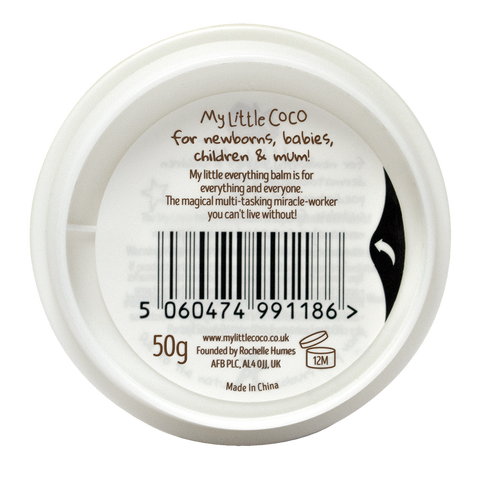 My Little Coco
for newborns, babies,
children & mum!
My little everything balm is for
everything and everyone.
The magical multi-tasking miracle-worker
you can't live without!
5 060474 991186 >
50g
www.mylittlecoco.co.uk
Founded by Rochelle Humes
AFB PLC, AL4 0JJ, UK
12M
Made in China